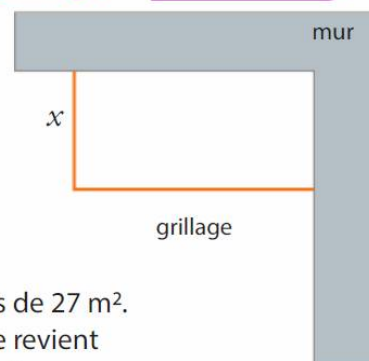 mur
x
grillage
s de 27 m².
e revient